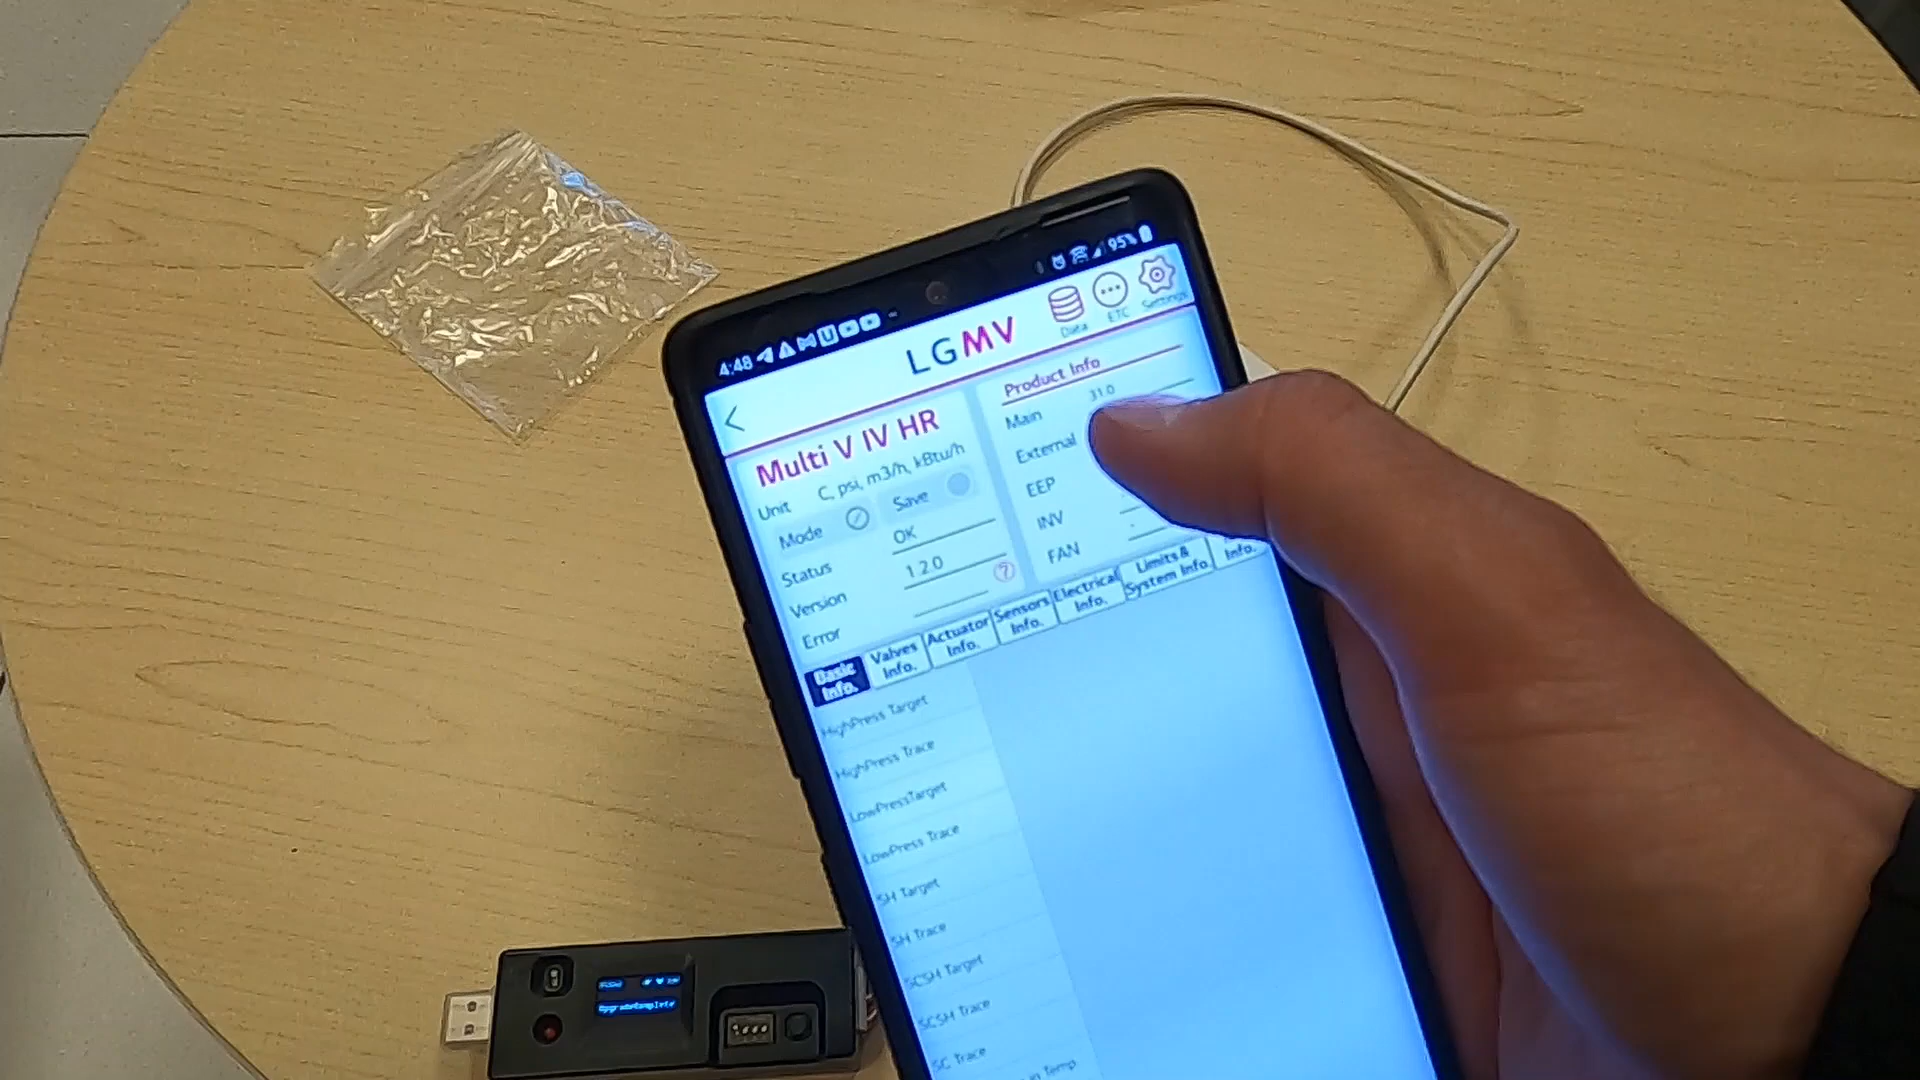 4:48 95%
LGMV
Data ETC Settings
Multi V IV HR
Unit C, psi, m3/h, kBtu/h
Mode Save
Status OK
Version 1.2.0
Error ?
Product Info
Main 31.0
External
EEP
INV
FAN
Basic Info.
Valves Info.
Actuator Info.
Sensors Info.
Electrical Info.
Limits & System Info.
Info.
HighPress Target
HighPress Trace
LowPressTarget
LowPress Trace
SH Target
SH Trace
SCSH Target
SCSH Trace
SC Trace
Temp